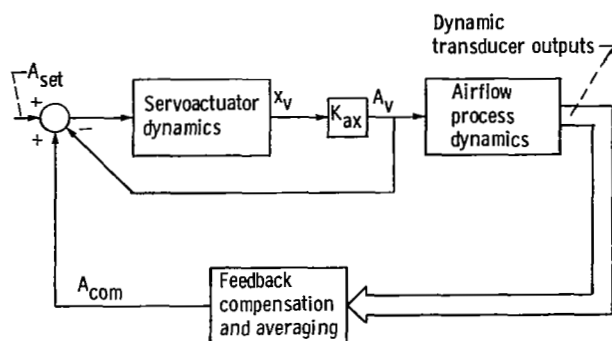 Dynamic
transducer outputs
A_set
+
+
-
Servoactuator
dynamics
x_v
K_ax
A_v
Airflow
process
dynamics
A_com
Feedback
compensation
and averaging